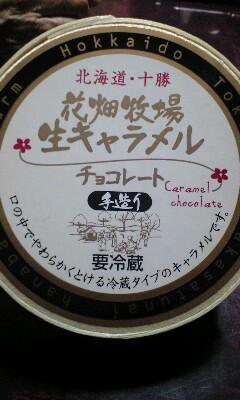 Hokkaido Tok
arm
北海道・十勝
花畑牧場
生キャラメル
チョコレート
Caramel
chocolate
手造り
要冷蔵
口の中でやわらかくとける冷蔵タイプのキャラメルです。